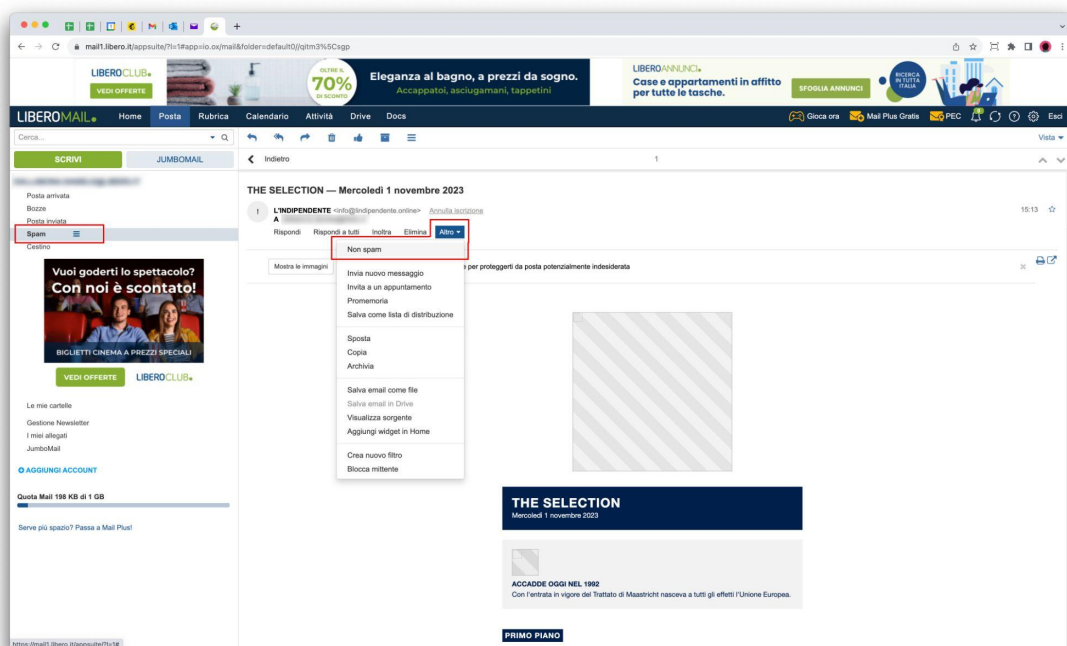 mail1.libero.it/appsuite/?l=1#app=io.ox/mail&folder=default0//qitm3%5Csgp
LIBEROCLUB
VEDI OFFERTE
OLTRE IL
70%
DI SCONTO
Eleganza al bagno, a prezzi da sogno.
Accappatoi, asciugamani, tappetini
LIBEROANNUNCI
Case e appartamenti in affitto
per tutte le tasche.
SFOGLIA ANNUNCI
RICERCA
IN TUTTA
ITALIA
LIBEROMAIL
Home Posta Rubrica Calendario Attività Drive Docs
Gioca ora Mail Plus Gratis PEC Esci
Cerca...
Vista
SCRIVI JUMBOMAIL
Indietro 1
Posta arrivata
Bozze
Posta inviata
Spam
Cestino
Vuoi goderti lo spettacolo?
Con noi è scontato!
BIGLIETTI CINEMA A PREZZI SPECIALI
VEDI OFFERTE LIBEROCLUB
Le mie cartelle
Gestione Newsletter
I miei allegati
JumboMail
AGGIUNGI ACCOUNT
Quota Mail 198 KB di 1 GB
Serve più spazio? Passa a Mail Plus!
https://mail1.libero.it/appsuite/?l=1#
THE SELECTION — Mercoledì 1 novembre 2023
! L'INDIPENDENTE <info@lindipendente.online> Annulla iscrizione
15:13
A
Rispondi Rispondi a tutti Inoltra Elimina Altro
Mostra le immagini
e per proteggerti da posta potenzialmente indesiderata
Non spam
Invia nuovo messaggio
Invita a un appuntamento
Promemoria
Salva come lista di distribuzione
Sposta
Copia
Archivia
Salva email come file
Salva email in Drive
Visualizza sorgente
Aggiungi widget in Home
Crea nuovo filtro
Blocca mittente
THE SELECTION
Mercoledì 1 novembre 2023
ACCADDE OGGI NEL 1992
Con l'entrata in vigore del Trattato di Maastricht nasceva a tutti gli effetti l'Unione Europea.
PRIMO PIANO